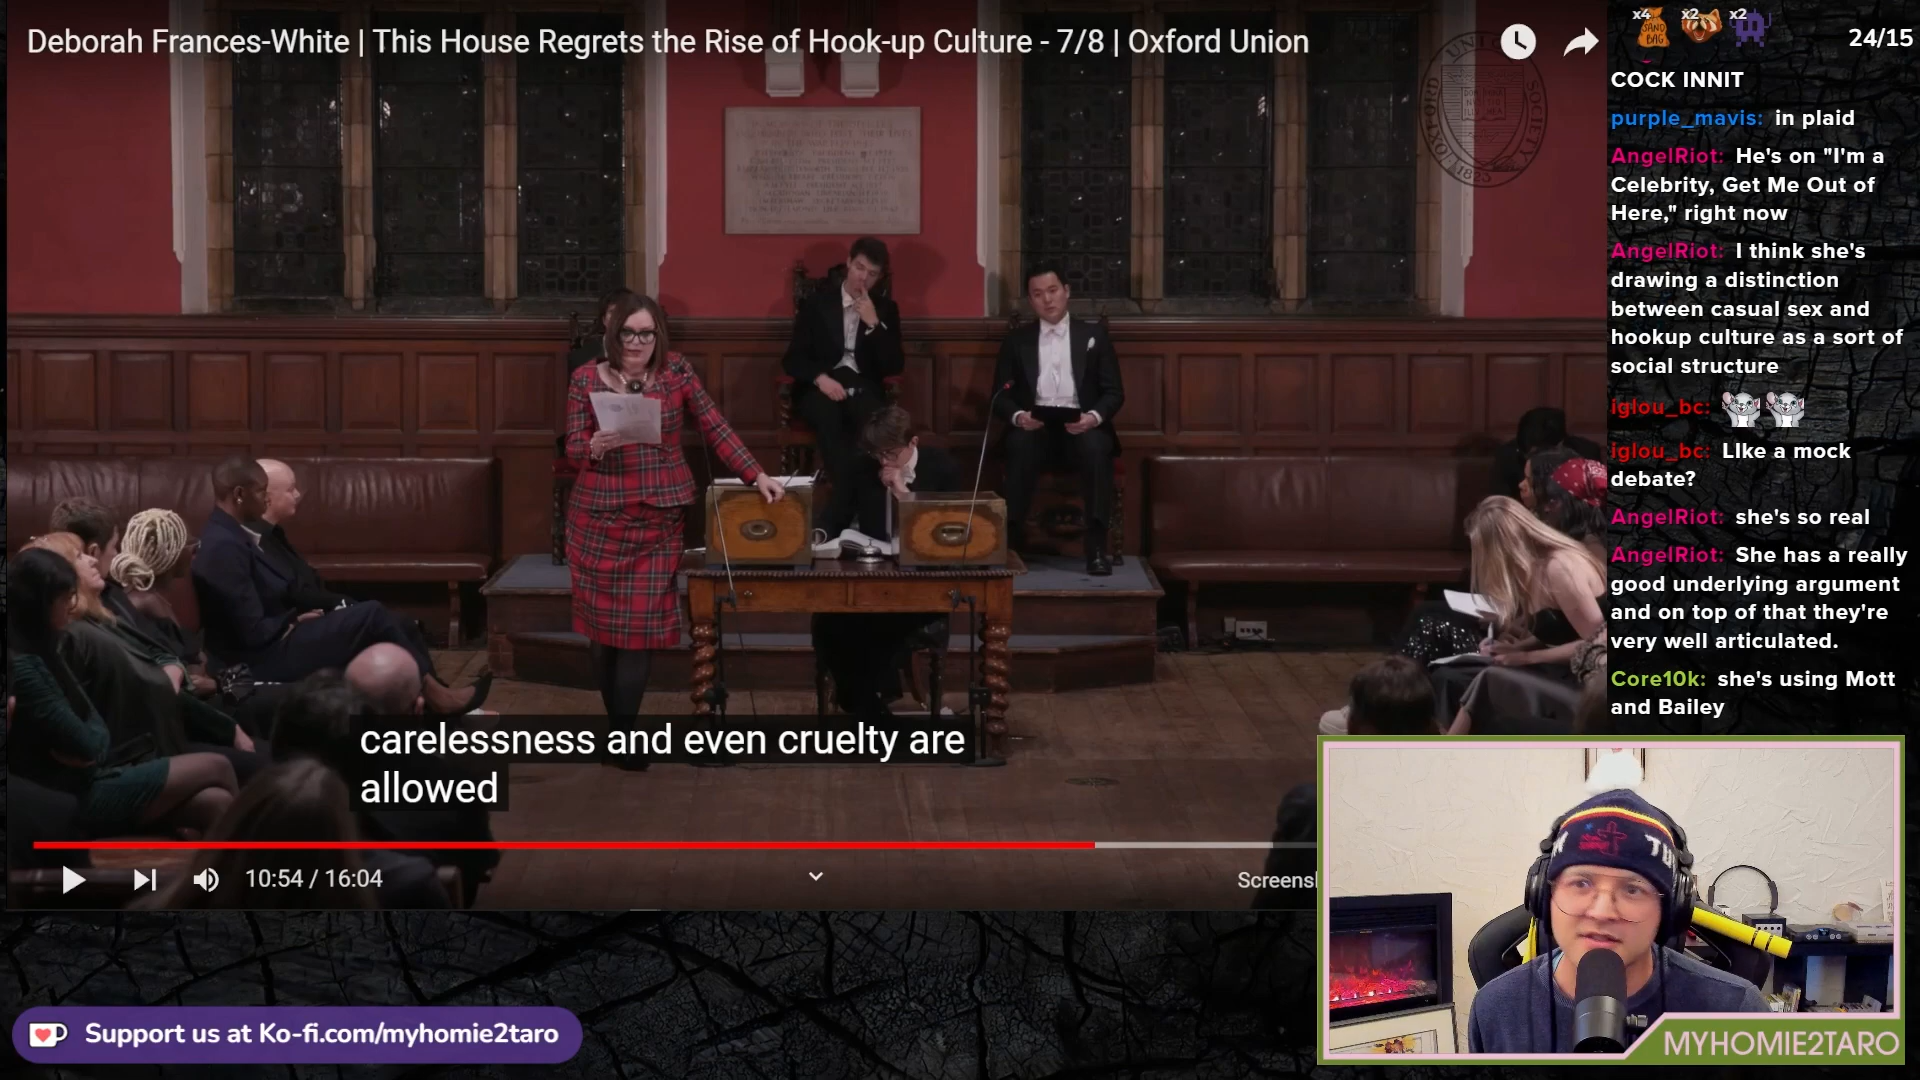 Deborah Frances-White | This House Regrets the Rise of Hook-up Culture - 7/8 | Oxford Union
x4 x2 x2
SAND
BAG
24/15
COCK INNIT
purple_mavis: in plaid
AngelRiot: He's on "I'm a
Celebrity, Get Me Out of
Here," right now
AngelRiot: I think she's
drawing a distinction
between casual sex and
hookup culture as a sort of
social structure
iglou_bc:
iglou_bc: LIke a mock
debate?
AngelRiot: she's so real
AngelRiot: She has a really
good underlying argument
and on top of that they're
very well articulated.
Core10k: she's using Mott
and Bailey
carelessness and even cruelty are
allowed
10:54 / 16:04
Screensh
Support us at Ko-fi.com/myhomie2taro
MYHOMIE2TARO